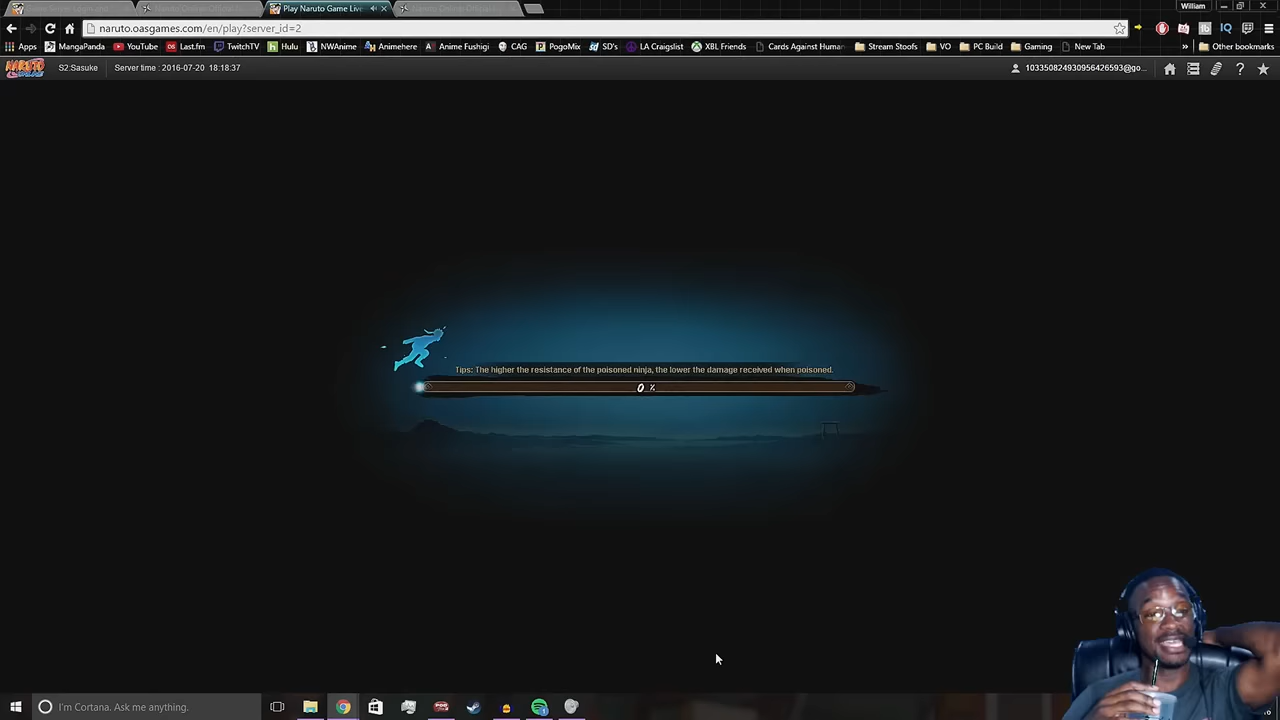 Play Naruto Game Live
William
naruto.oasgames.com/en/play?server_id=2
Apps MangaPanda YouTube Last.fm TwitchTV Hulu NWAnime Animehere Anime Fushigi CAG PogoMix SD's LA Craigslist XBL Friends Cards Against Human Stream Stoofs VO PC Build Gaming New Tab » Other bookmarks
S2.Sasuke Server time : 2016-07-20 18:18:37 103350824930956426593@go...
Tips: The higher the resistance of the poisoned ninja, the lower the damage received when poisoned.
0 %
I'm Cortana. Ask me anything.